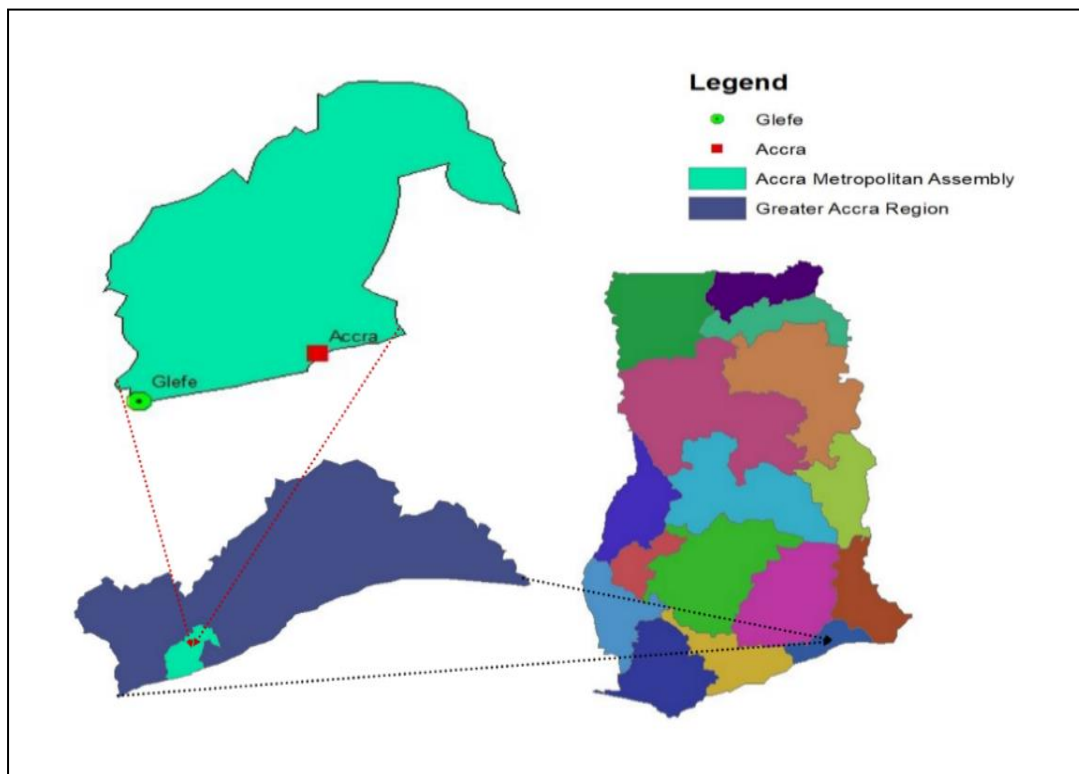 Legend
Glefe
Accra
Accra Metropolitan Assembly
Greater Accra Region
Accra
Glefe